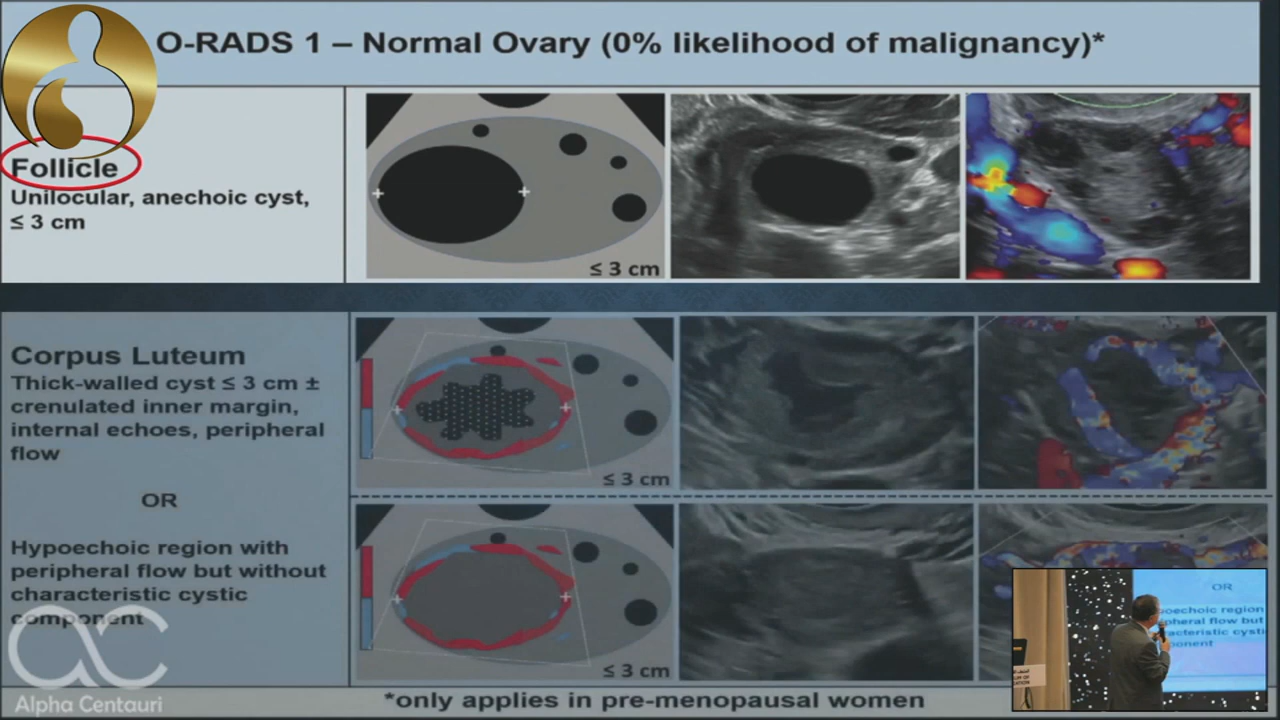 O-RADS 1 – Normal Ovary (0% likelihood of malignancy)*
Follicle
Unilocular, anechoic cyst,
≤ 3 cm
≤ 3 cm
Corpus Luteum
Thick-walled cyst ≤ 3 cm ±
crenulated inner margin,
internal echoes, peripheral
flow
≤ 3 cm
OR
Hypoechoic region with
peripheral flow but without
characteristic cystic
component
≤ 3 cm
*only applies in pre-menopausal women
Alpha Centauri
OR